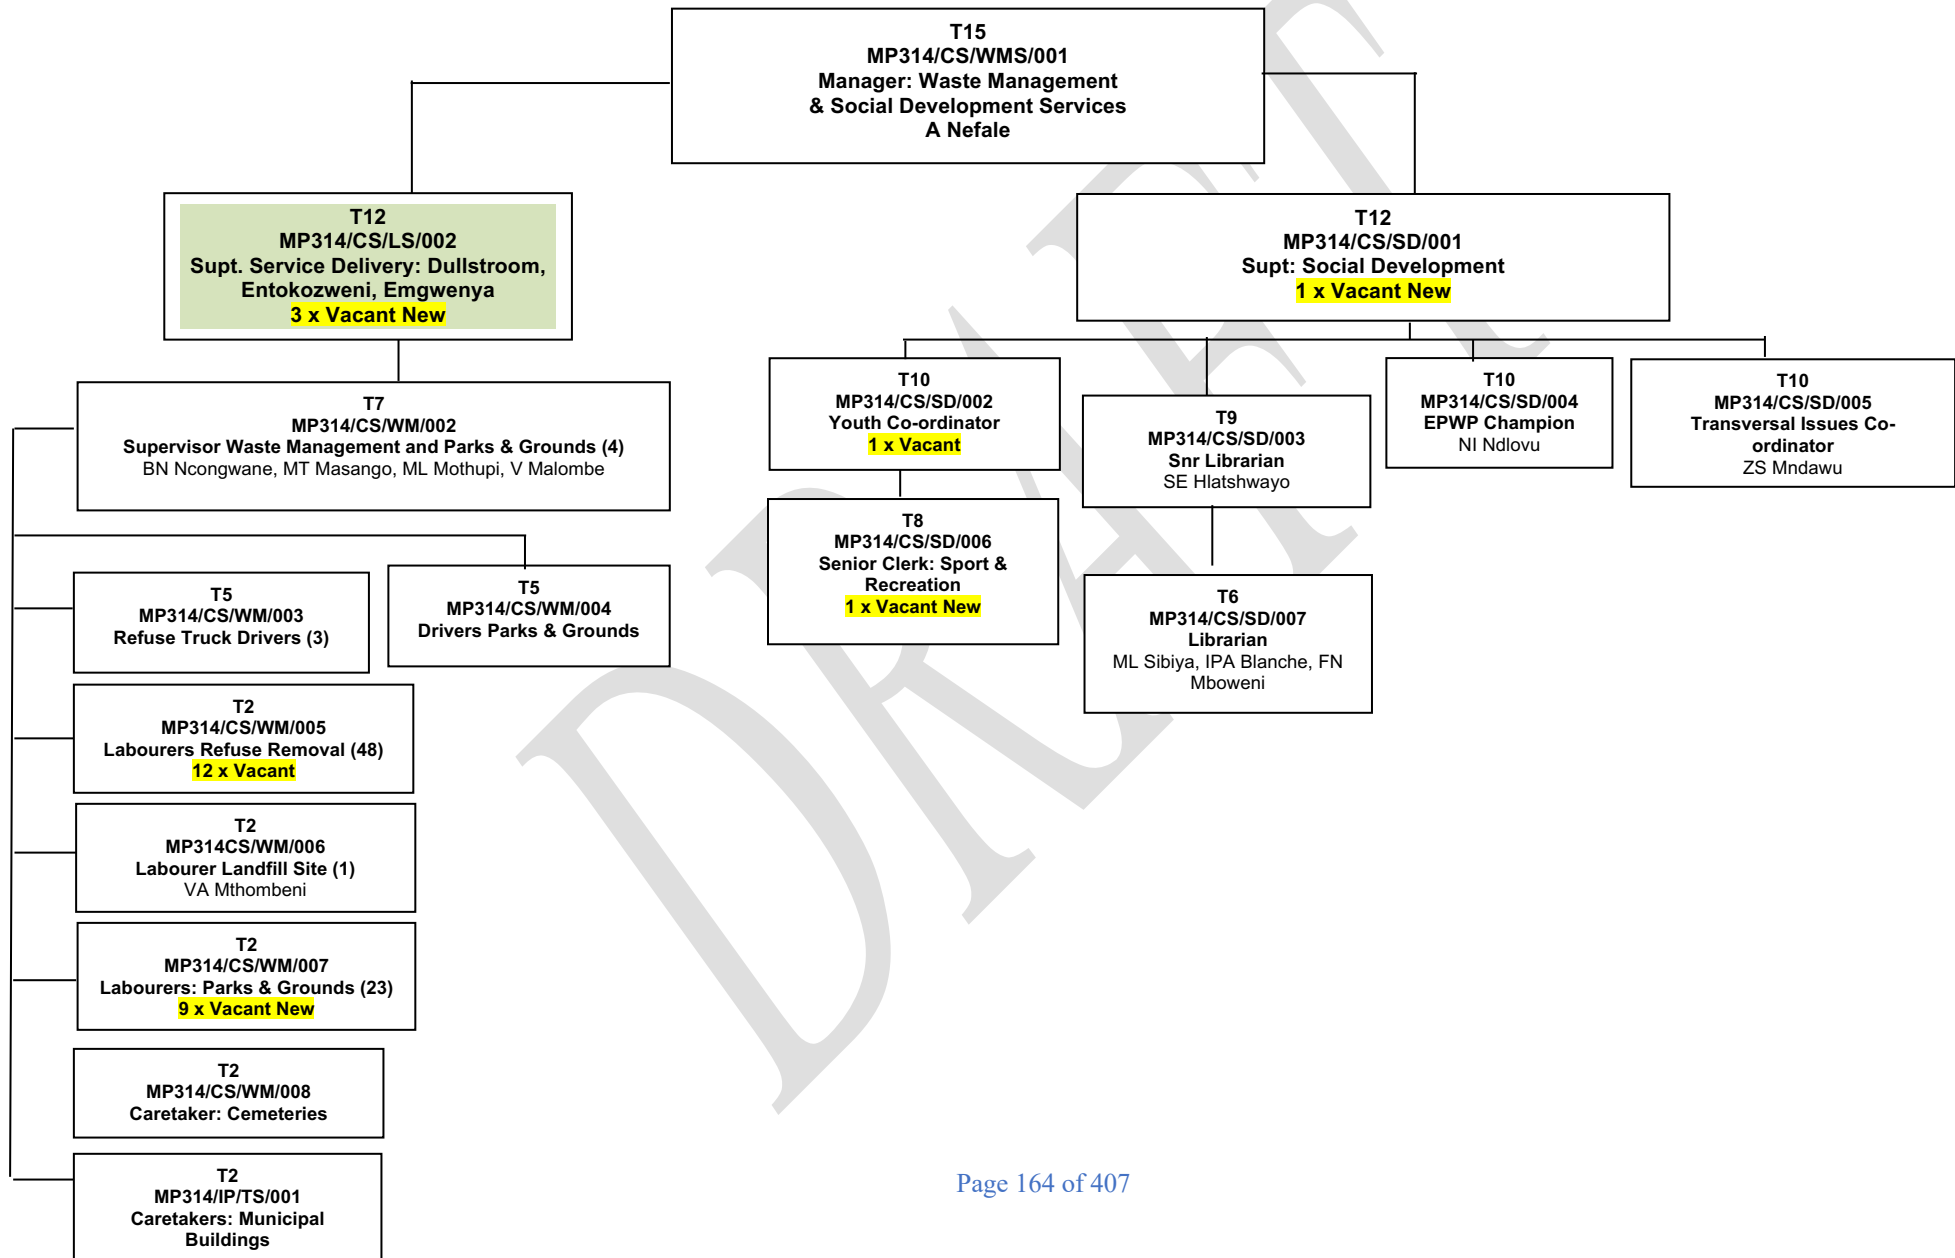 T15
MP314/CS/WMS/001
Manager: Waste Management
& Social Development Services
A Nefale
T12
MP314/CS/LS/002
Supt. Service Delivery: Dullstroom,
Entokozweni, Emgwenya
3 x Vacant New
T12
MP314/CS/SD/001
Supt: Social Development
1 x Vacant New
T7
MP314/CS/WM/002
Supervisor Waste Management and Parks & Grounds (4)
BN Ncongwane, MT Masango, ML Mothupi, V Malombe
T10
MP314/CS/SD/002
Youth Co-ordinator
1 x Vacant
T9
MP314/CS/SD/003
Snr Librarian
SE Hlatshwayo
T10
MP314/CS/SD/004
EPWP Champion
NI Ndlovu
T10
MP314/CS/SD/005
Transversal Issues Co-
ordinator
ZS Mndawu
T8
MP314/CS/SD/006
Senior Clerk: Sport &
Recreation
1 x Vacant New
T6
MP314/CS/SD/007
Librarian
ML Sibiya, IPA Blanche, FN
Mboweni
T5
MP314/CS/WM/003
Refuse Truck Drivers (3)
T5
MP314/CS/WM/004
Drivers Parks & Grounds
T2
MP314/CS/WM/005
Labourers Refuse Removal (48)
12 x Vacant
T2
MP314CS/WM/006
Labourer Landfill Site (1)
VA Mthombeni
T2
MP314/CS/WM/007
Labourers: Parks & Grounds (23)
9 x Vacant New
T2
MP314/CS/WM/008
Caretaker: Cemeteries
T2
MP314/IP/TS/001
Caretakers: Municipal
Buildings
DRAFT
Page 164 of 407